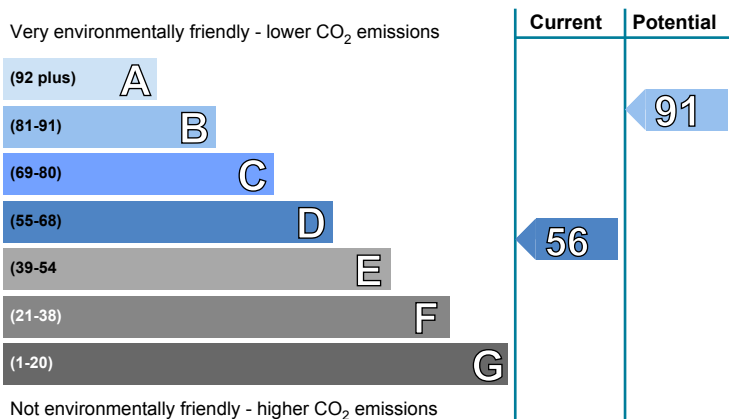 Current Potential
Very environmentally friendly - lower CO2 emissions
(92 plus) A
91
(81-91) B
(69-80) C
(55-68) D
56
(39-54 E
(21-38) F
(1-20) G
Not environmentally friendly - higher CO2 emissions